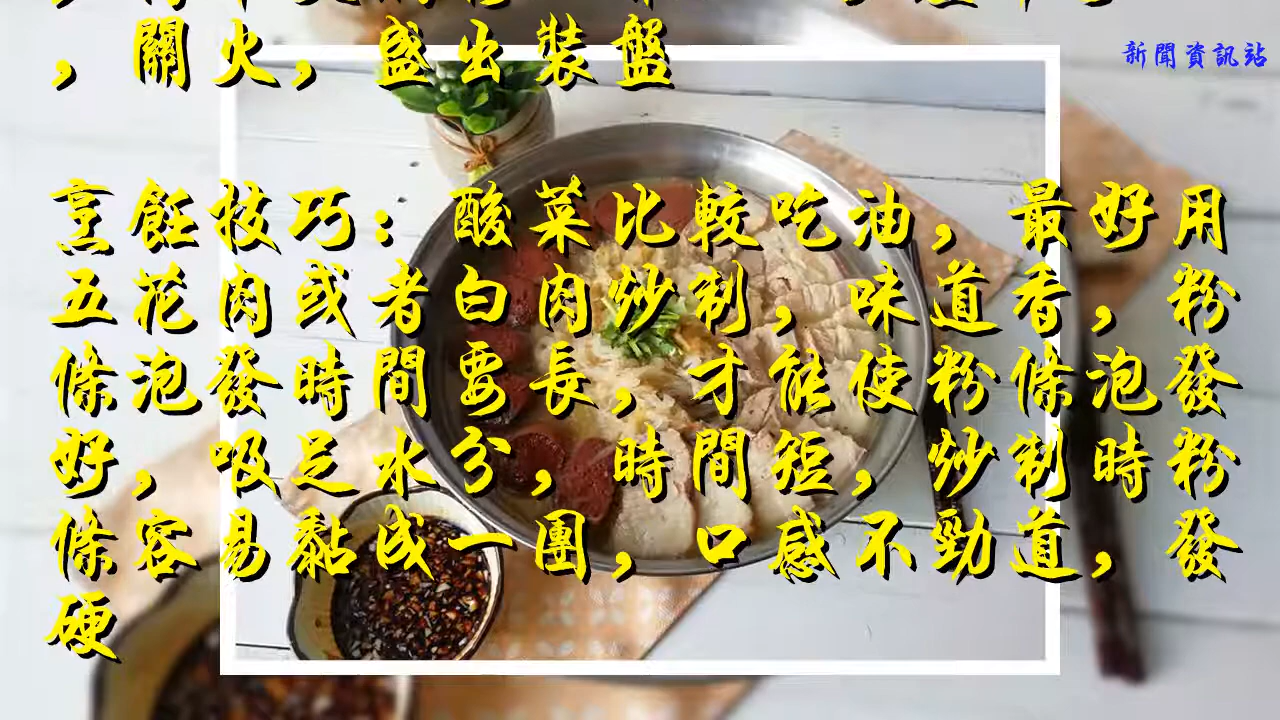 ，關火，盛出裝盤
新聞資訊站
烹飪技巧：酸菜比較吃油，最好用
五花肉或者白肉炒制，味道香，粉
條泡發時間要長，才能使粉條泡發
好，吸足水分，時間短，炒制時粉
條容易黏成一團，口感不勁道，發
硬